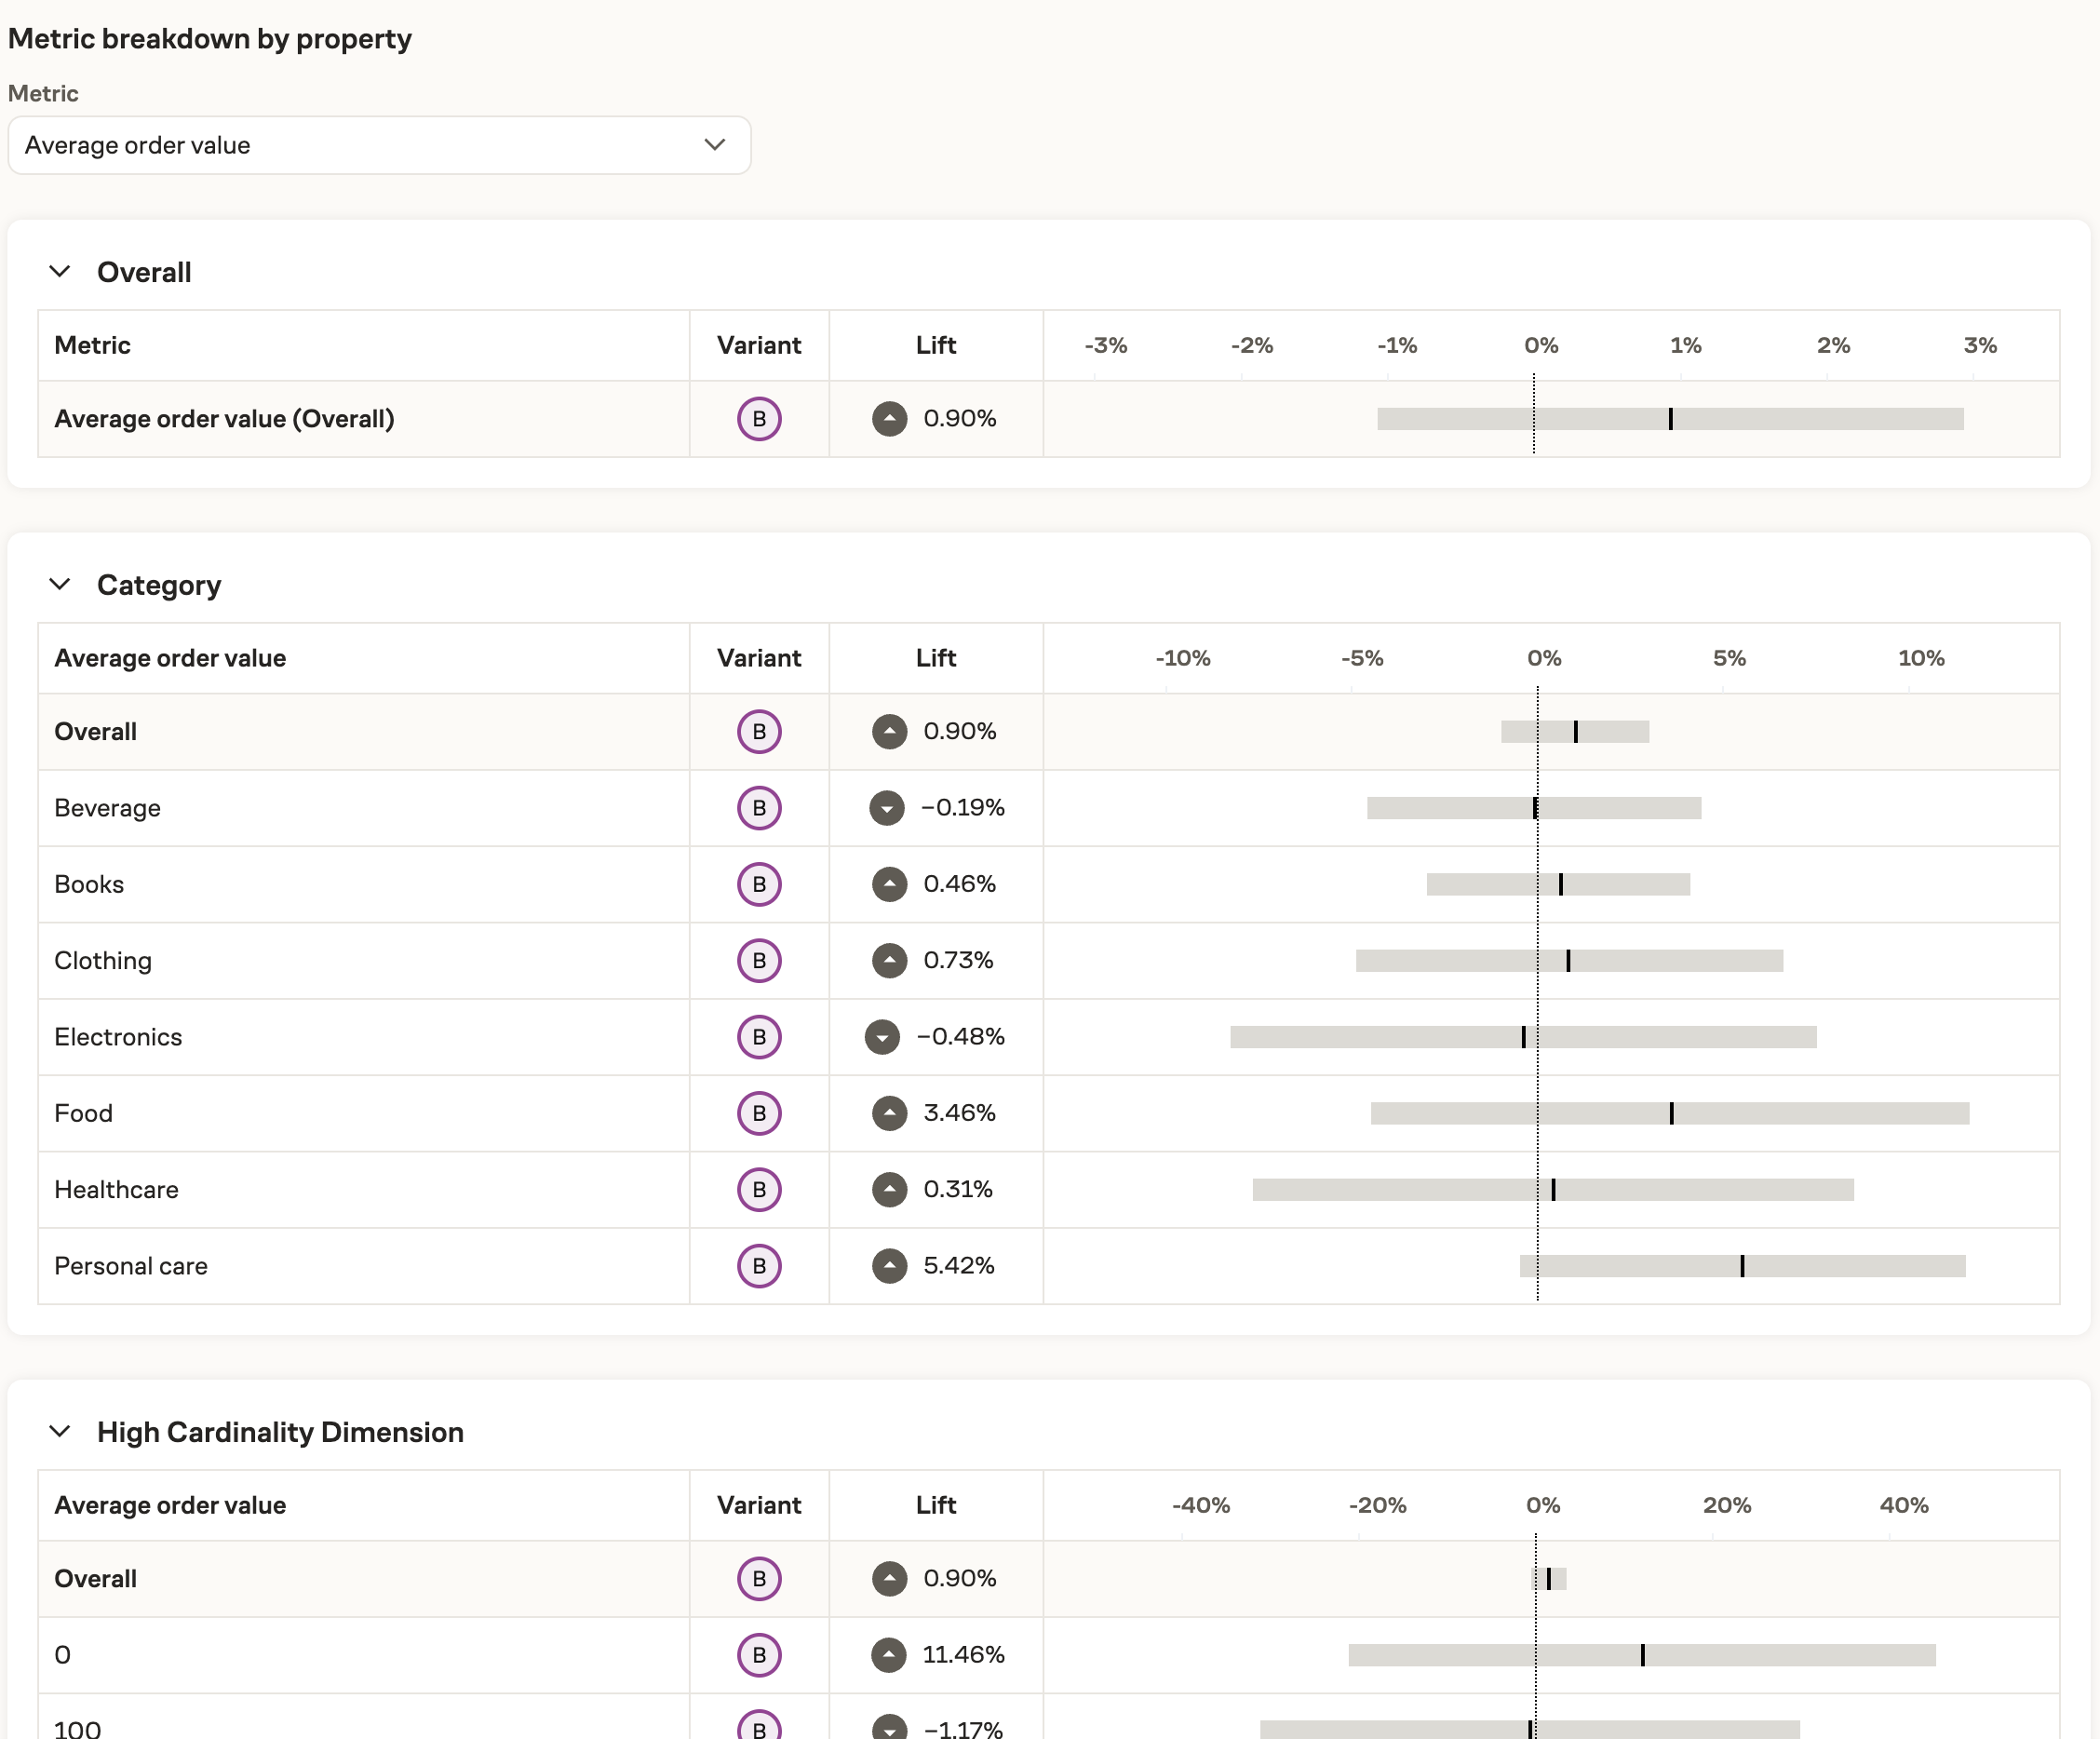 Metric breakdown by property
Metric
Average order value
Overall
Metric Variant Lift -3% -2% -1% 0% 1% 2% 3%
Average order value (Overall) B 0.90%
Category
Average order value Variant Lift -10% -5% 0% 5% 10%
Overall B 0.90%
Beverage B −0.19%
Books B 0.46%
Clothing B 0.73%
Electronics B −0.48%
Food B 3.46%
Healthcare B 0.31%
Personal care B 5.42%
High Cardinality Dimension
Average order value Variant Lift -40% -20% 0% 20% 40%
Overall B 0.90%
0 B 11.46%
100 B −1.17%